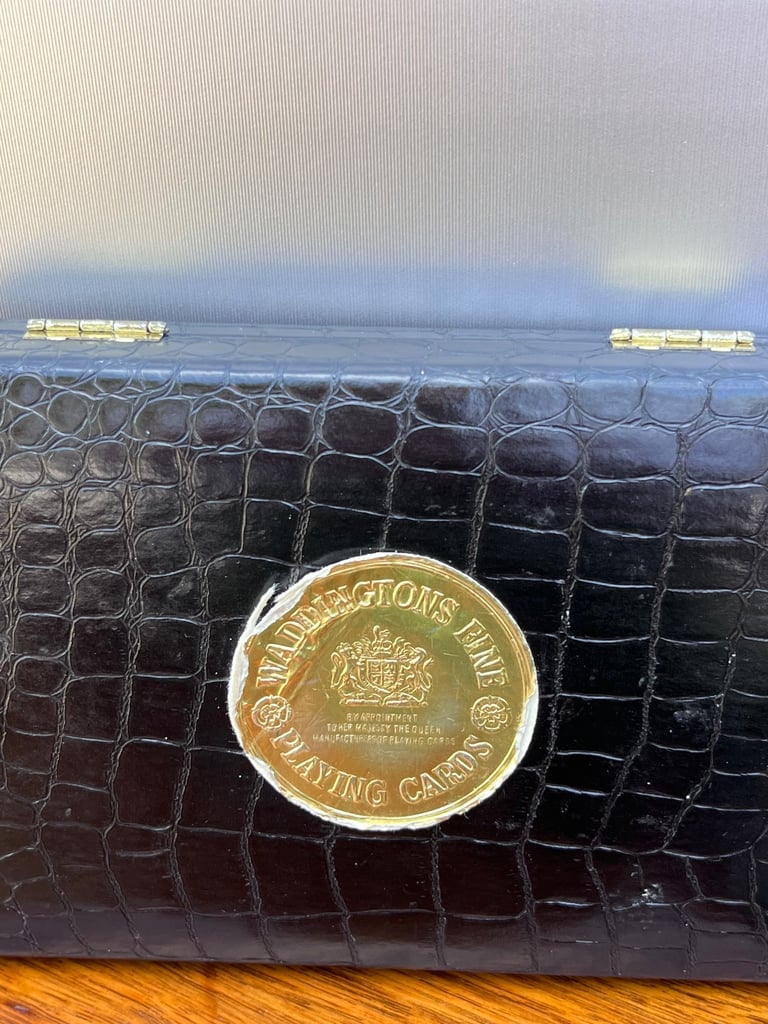 WADDINGTONS FINE
BY APPOINTMENT
TO HER MAJESTY THE QUEEN
MANUFACTURERS OF PLAYING CARDS
PLAYING CARDS